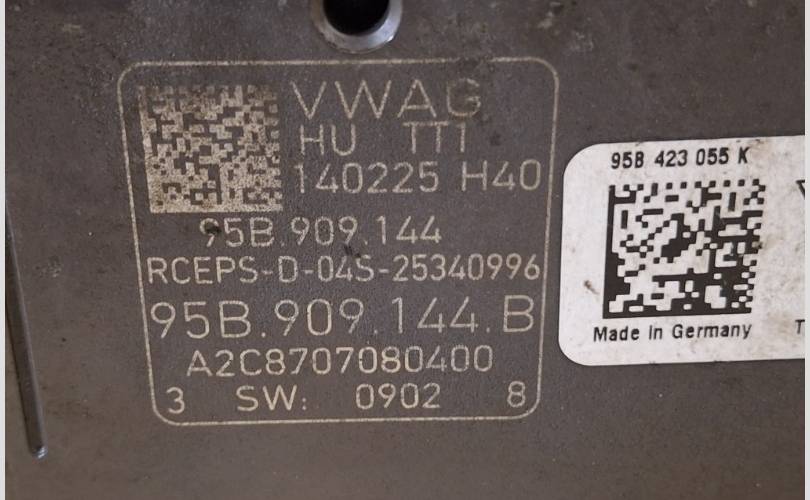 VWAG
HU TT1
140225 H40
95B.909.144
RCEPS-D-04S-25340996
95B.909.144.B
A2C8707080400
3 SW: 0902 8
95B 423 055 K
Made In Germany